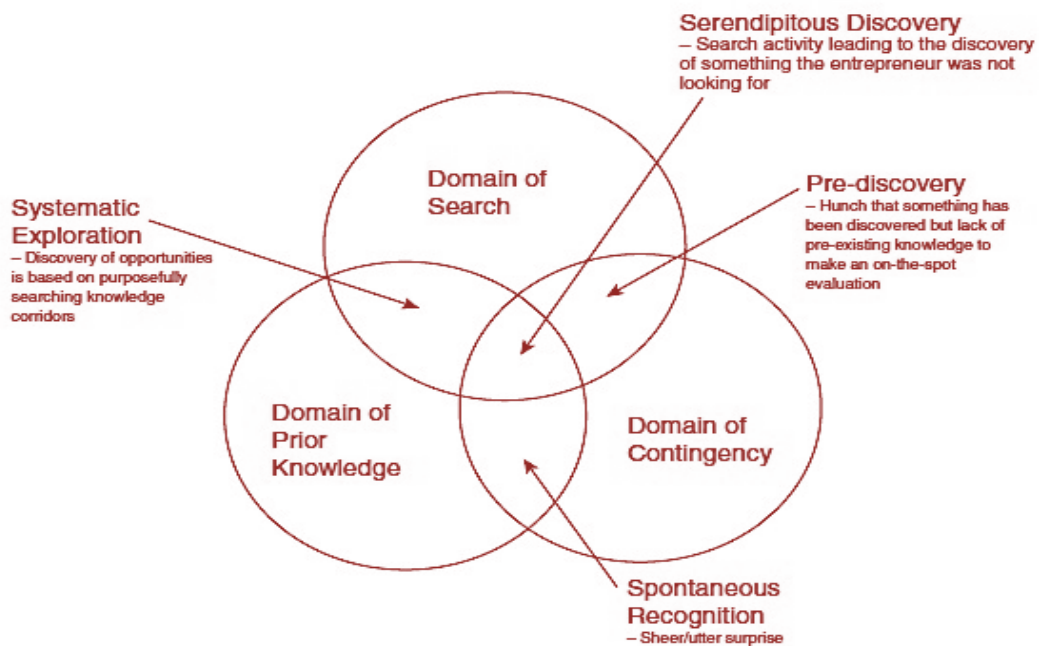 Serendipitous Discovery
– Search activity leading to the discovery
of something the entrepreneur was not
looking for
Domain of
Search
Pre-discovery
– Hunch that something has
been discovered but lack of
pre-existing knowledge to
make an on-the-spot
evaluation
Systematic
Exploration
– Discovery of opportunities
is based on purposefully
searching knowledge
corridors
Domain of
Prior
Knowledge
Domain of
Contingency
Spontaneous
Recognition
– Sheer/utter surprise